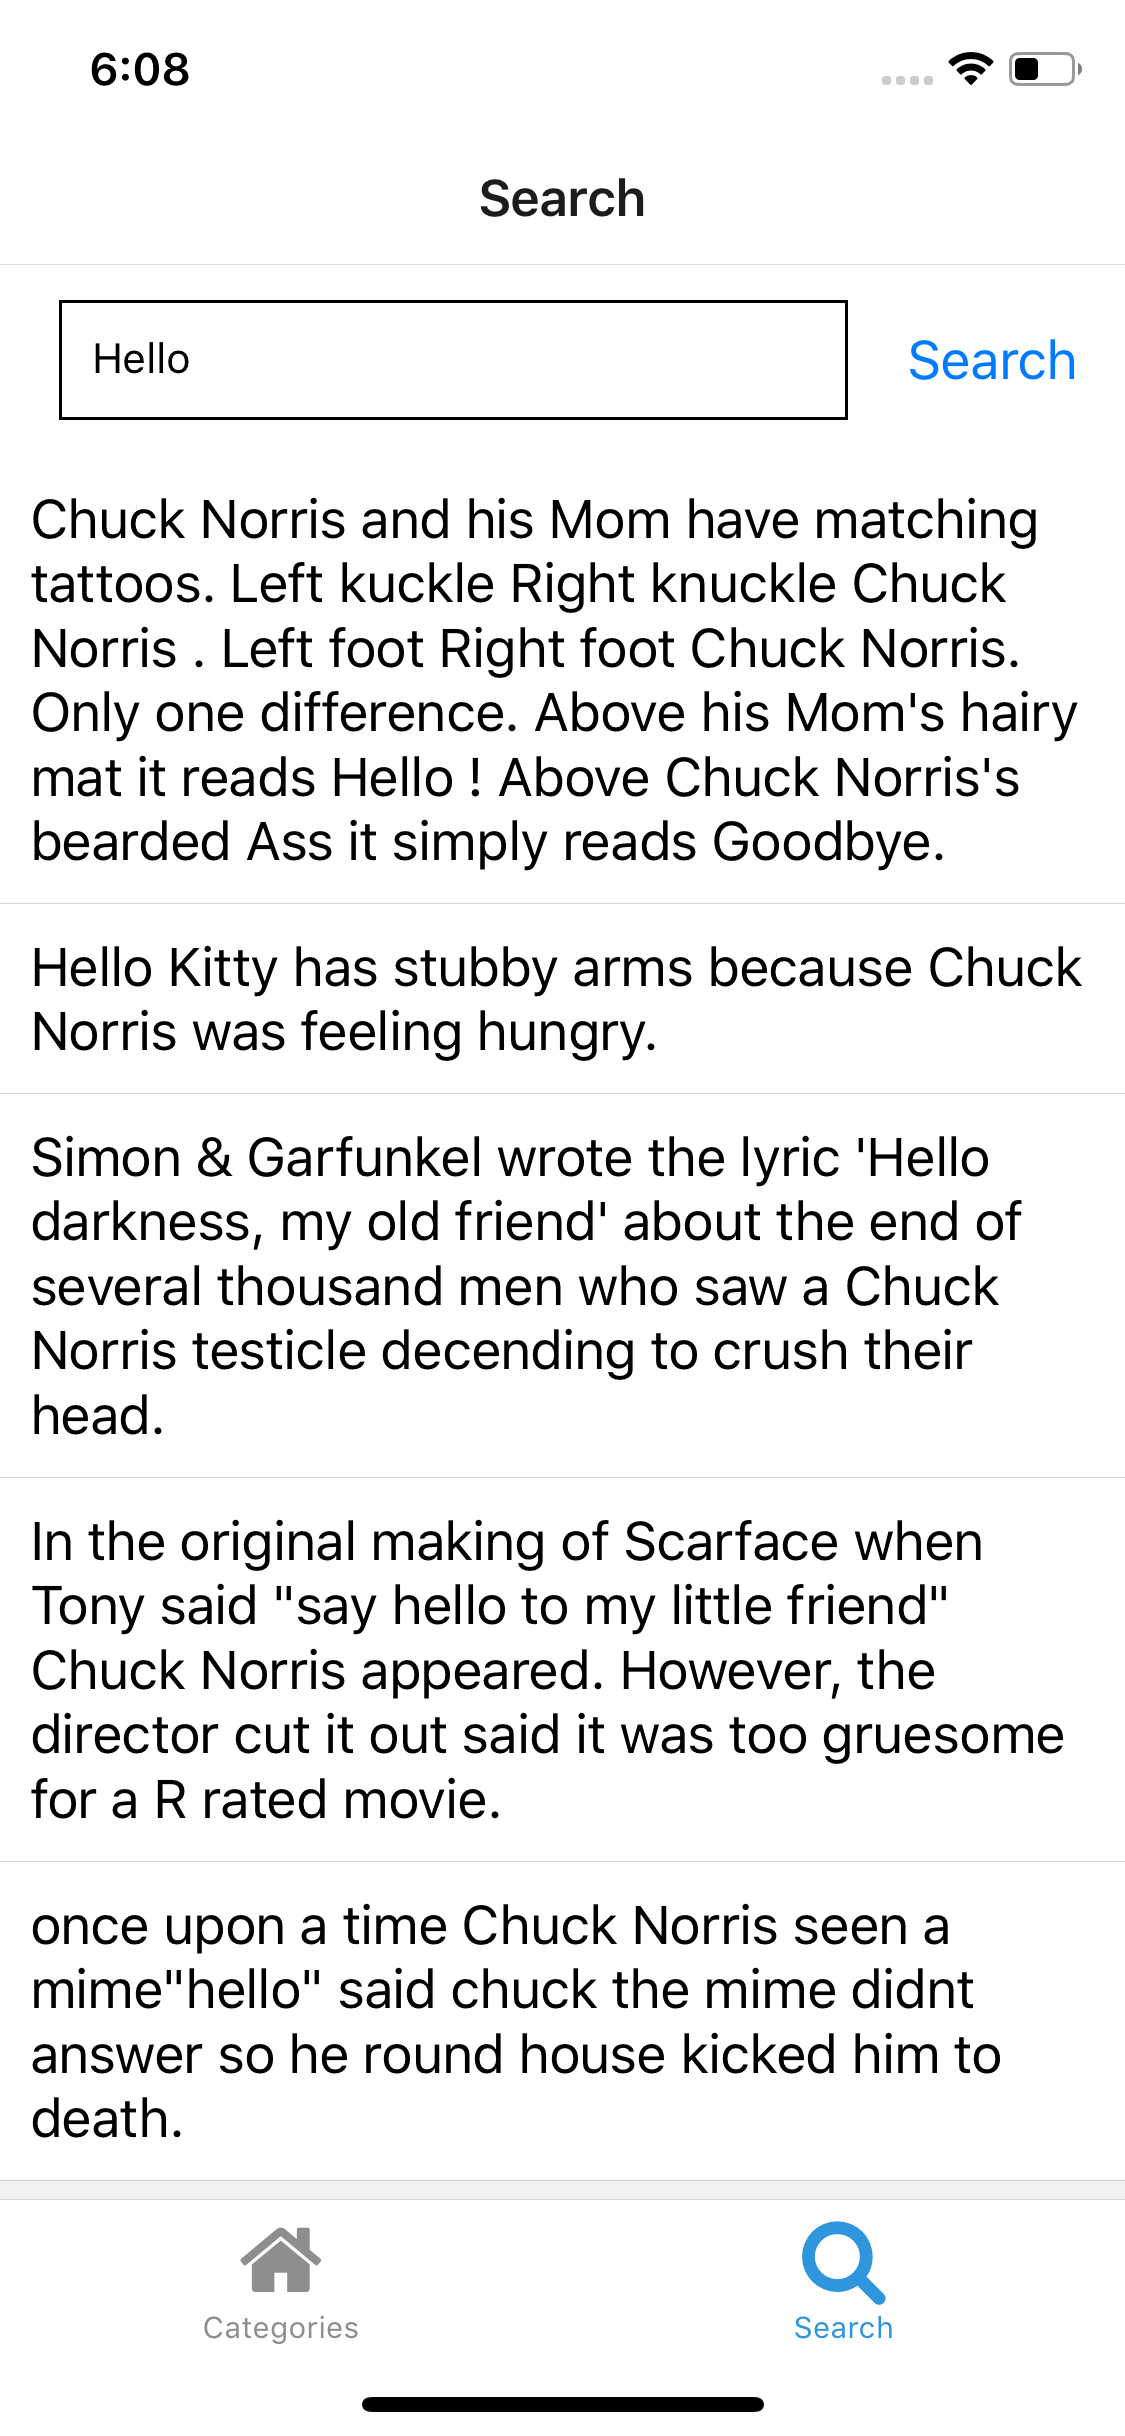 6:08
Search
Hello
Search
Chuck Norris and his Mom have matching
tattoos. Left kuckle Right knuckle Chuck
Norris . Left foot Right foot Chuck Norris.
Only one difference. Above his Mom's hairy
mat it reads Hello ! Above Chuck Norris's
bearded Ass it simply reads Goodbye.
Hello Kitty has stubby arms because Chuck
Norris was feeling hungry.
Simon & Garfunkel wrote the lyric 'Hello
darkness, my old friend' about the end of
several thousand men who saw a Chuck
Norris testicle decending to crush their
head.
In the original making of Scarface when
Tony said "say hello to my little friend"
Chuck Norris appeared. However, the
director cut it out said it was too gruesome
for a R rated movie.
once upon a time Chuck Norris seen a
mime"hello" said chuck the mime didnt
answer so he round house kicked him to
death.
Categories
Search